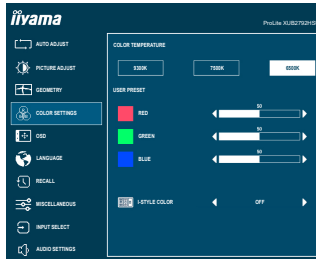 iiyama
ProLite XUB2792HS
AUTO ADJUST
COLOR TEMPERATURE
PICTURE ADJUST
9300K 7500K 6500K
GEOMETRY
USER PRESET
COLOR SETTINGS
RED 50
OSD
GREEN 50
LANGUAGE
BLUE 50
RECALL
MISCELLANEOUS
I-STYLE COLOR OFF
INPUT SELECT
AUDIO SETTINGS